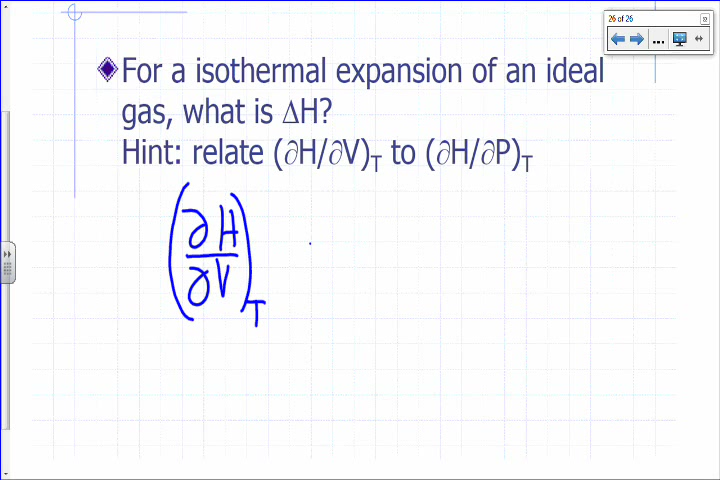 26 of 26
For a isothermal expansion of an ideal
gas, what is ΔH?
Hint: relate (∂H/∂V)T to (∂H/∂P)T
(∂H/∂V)T